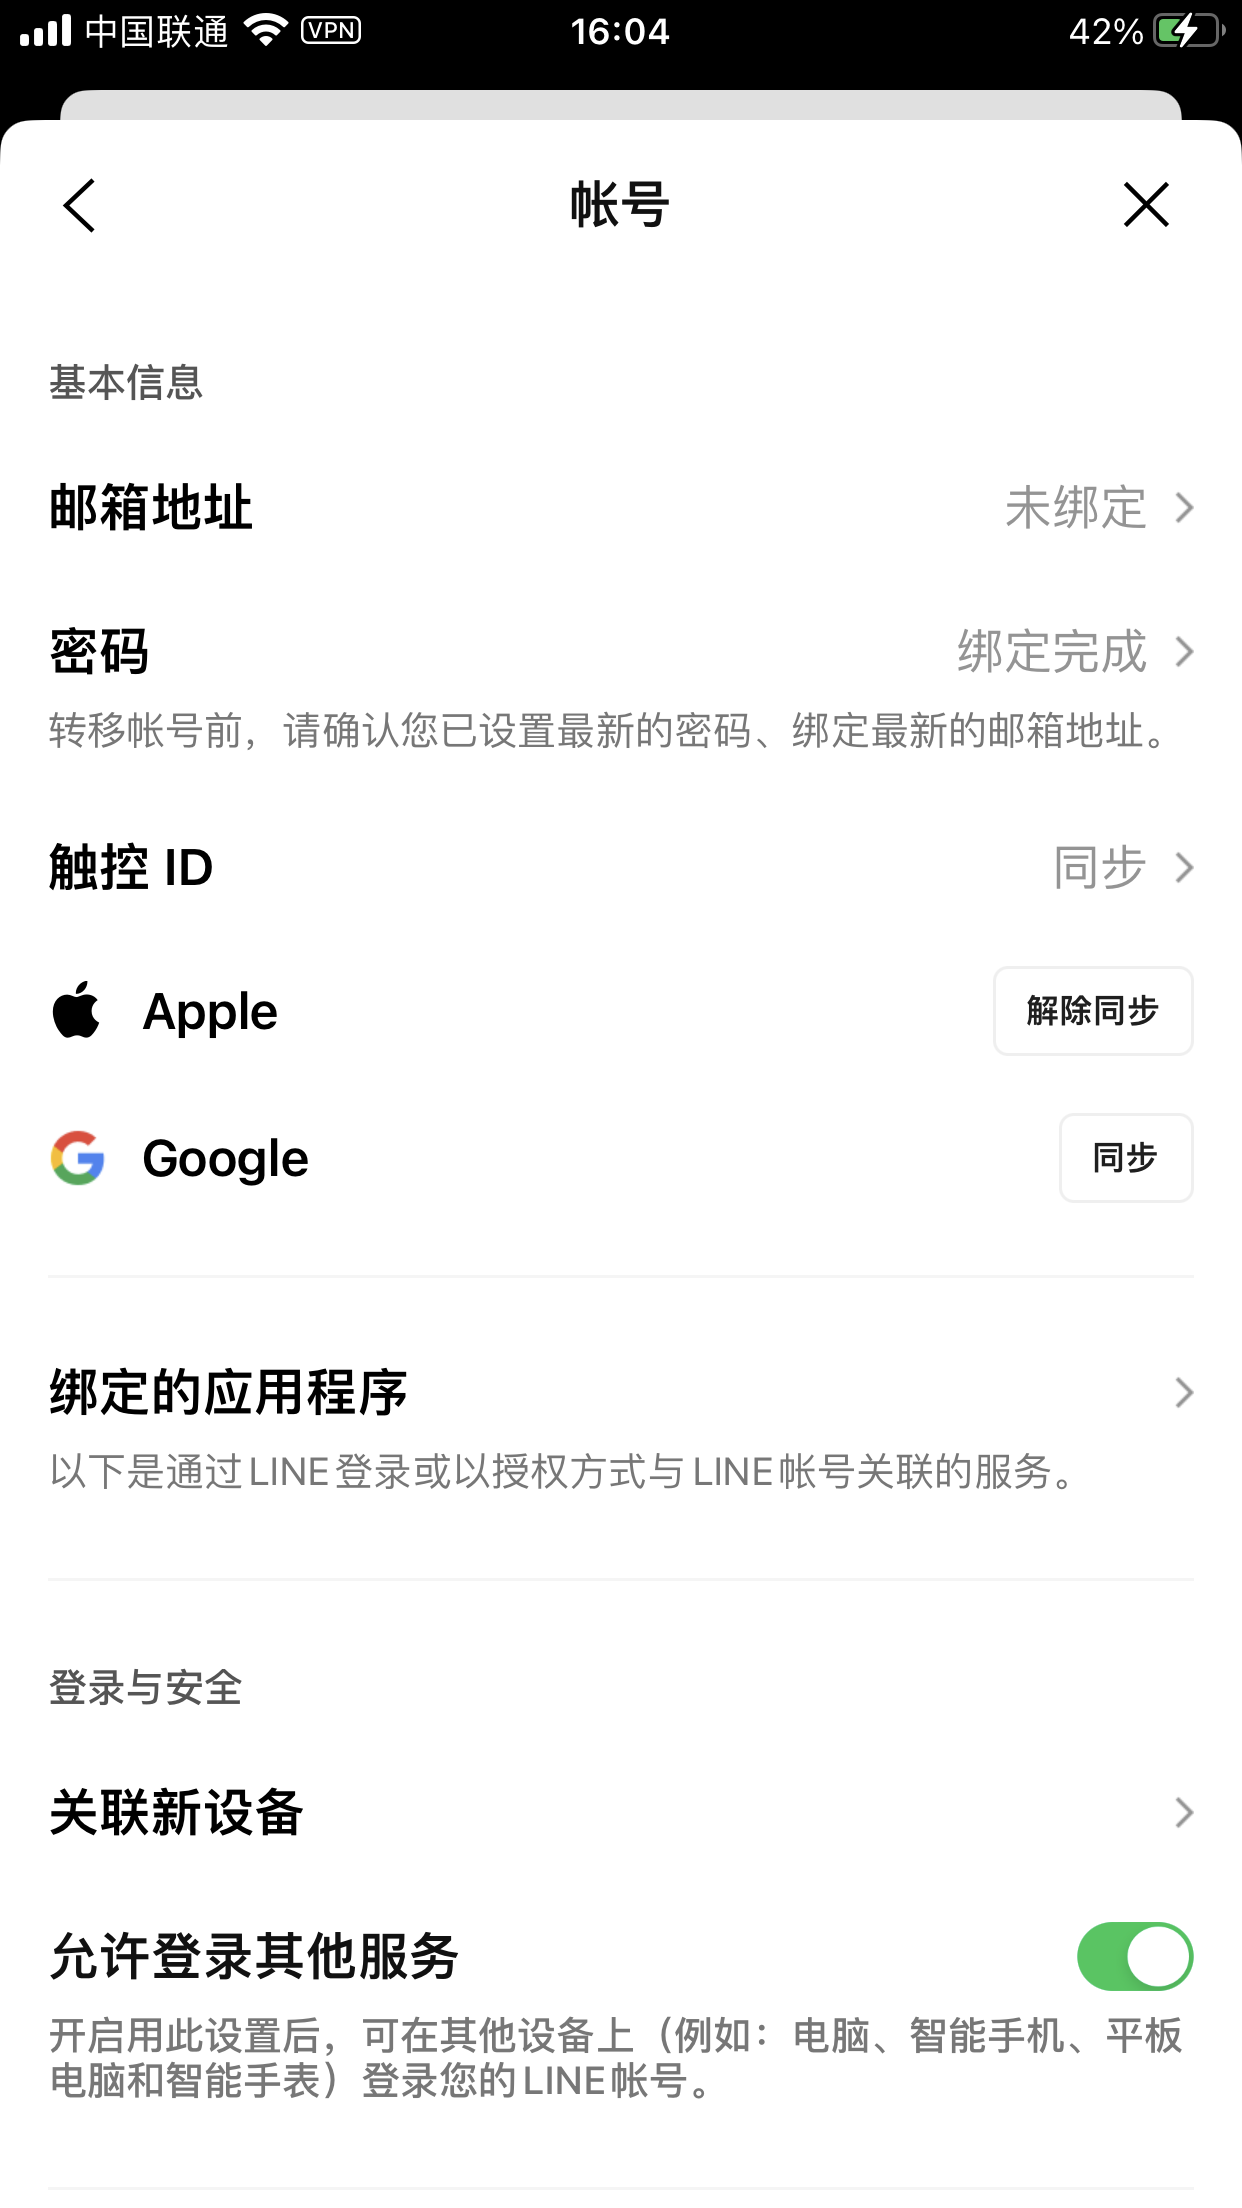 中国联通 VPN 16:04 42%
帐号
基本信息
邮箱地址 未绑定
密码 绑定完成
转移帐号前，请确认您已设置最新的密码、绑定最新的邮箱地址。
触控 ID 同步
Apple 解除同步
Google 同步
绑定的应用程序
以下是通过LINE登录或以授权方式与LINE帐号关联的服务。
登录与安全
关联新设备
允许登录其他服务
开启用此设置后，可在其他设备上（例如：电脑、智能手机、平板
电脑和智能手表）登录您的LINE帐号。